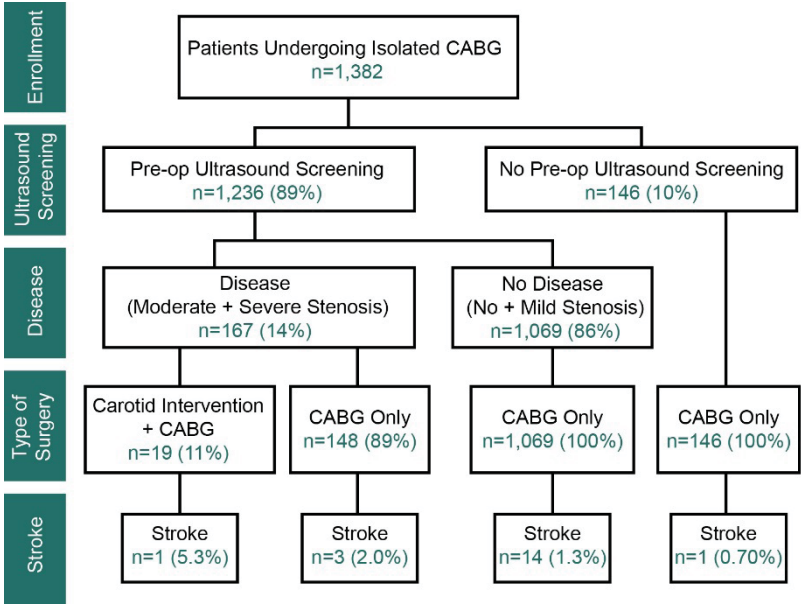 Enrollment
Patients Undergoing Isolated CABG
n=1,382
Ultrasound
Screening
Pre-op Ultrasound Screening
n=1,236 (89%)
No Pre-op Ultrasound Screening
n=146 (10%)
Disease
Disease
(Moderate + Severe Stenosis)
n=167 (14%)
No Disease
(No + Mild Stenosis)
n=1,069 (86%)
Type of
Surgery
Carotid Intervention
+ CABG
n=19 (11%)
CABG Only
n=148 (89%)
CABG Only
n=1,069 (100%)
CABG Only
n=146 (100%)
Stroke
Stroke
n=1 (5.3%)
Stroke
n=3 (2.0%)
Stroke
n=14 (1.3%)
Stroke
n=1 (0.70%)